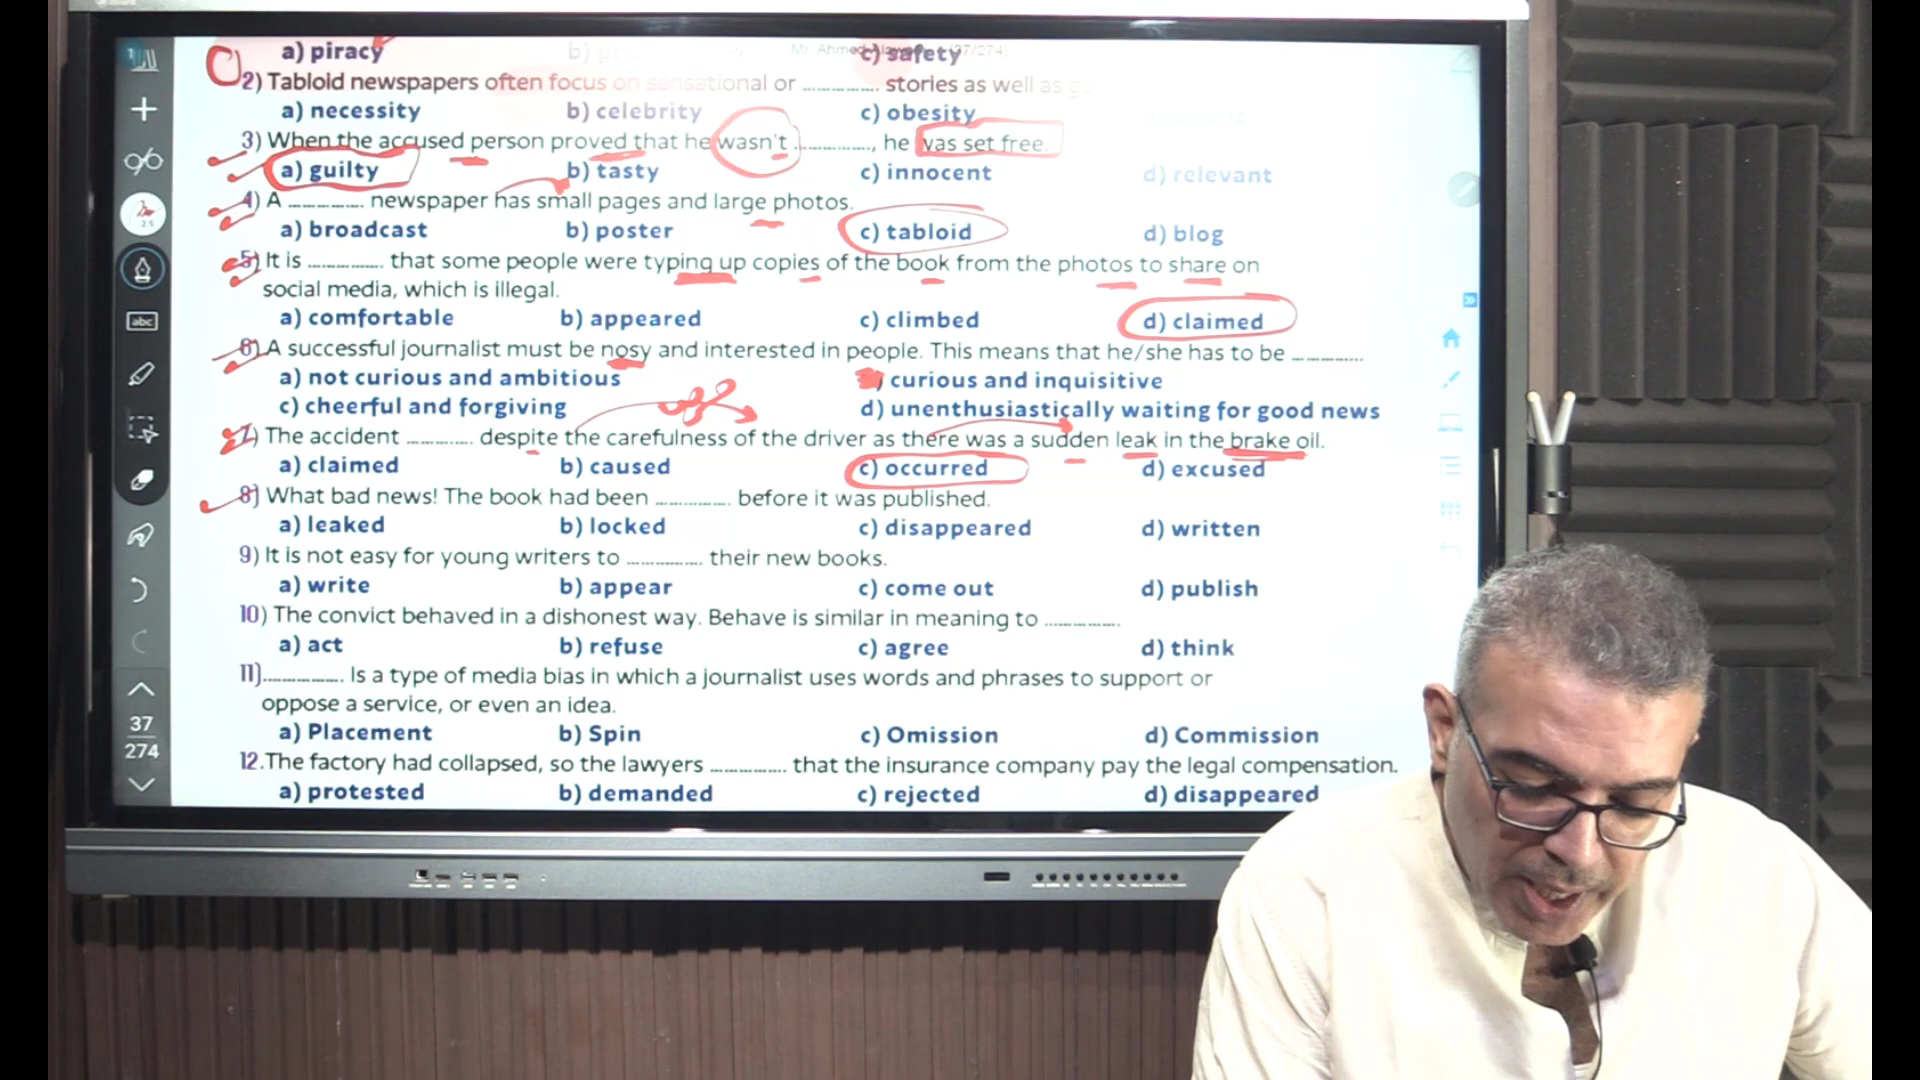 a) piracy c) safety
Mr. Ahmed (37/274)
2) Tabloid newspapers often focus on sensational or .............. stories as well as
a) necessity b) celebrity c) obesity
3) When the accused person proved that he wasn't .............., he was set free.
a) guilty b) tasty c) innocent d) relevant
4) A .............. newspaper has small pages and large photos.
a) broadcast b) poster c) tabloid d) blog
5) It is .............. that some people were typing up copies of the book from the photos to share on
social media, which is illegal.
a) comfortable b) appeared c) climbed d) claimed
6) A successful journalist must be nosy and interested in people. This means that he/she has to be ..............
a) not curious and ambitious curious and inquisitive
c) cheerful and forgiving d) unenthusiastically waiting for good news
7) The accident .............. despite the carefulness of the driver as there was a sudden leak in the brake oil.
a) claimed b) caused c) occurred d) excused
8) What bad news! The book had been .............. before it was published.
a) leaked b) locked c) disappeared d) written
9) It is not easy for young writers to .............. their new books.
a) write b) appear c) come out d) publish
10) The convict behaved in a dishonest way. Behave is similar in meaning to ..............
a) act b) refuse c) agree d) think
11).............. Is a type of media bias in which a journalist uses words and phrases to support or
oppose a service, or even an idea.
a) Placement b) Spin c) Omission d) Commission
12.The factory had collapsed, so the lawyers .............. that the insurance company pay the legal compensation.
a) protested b) demanded c) rejected d) disappeared
abc
37
274